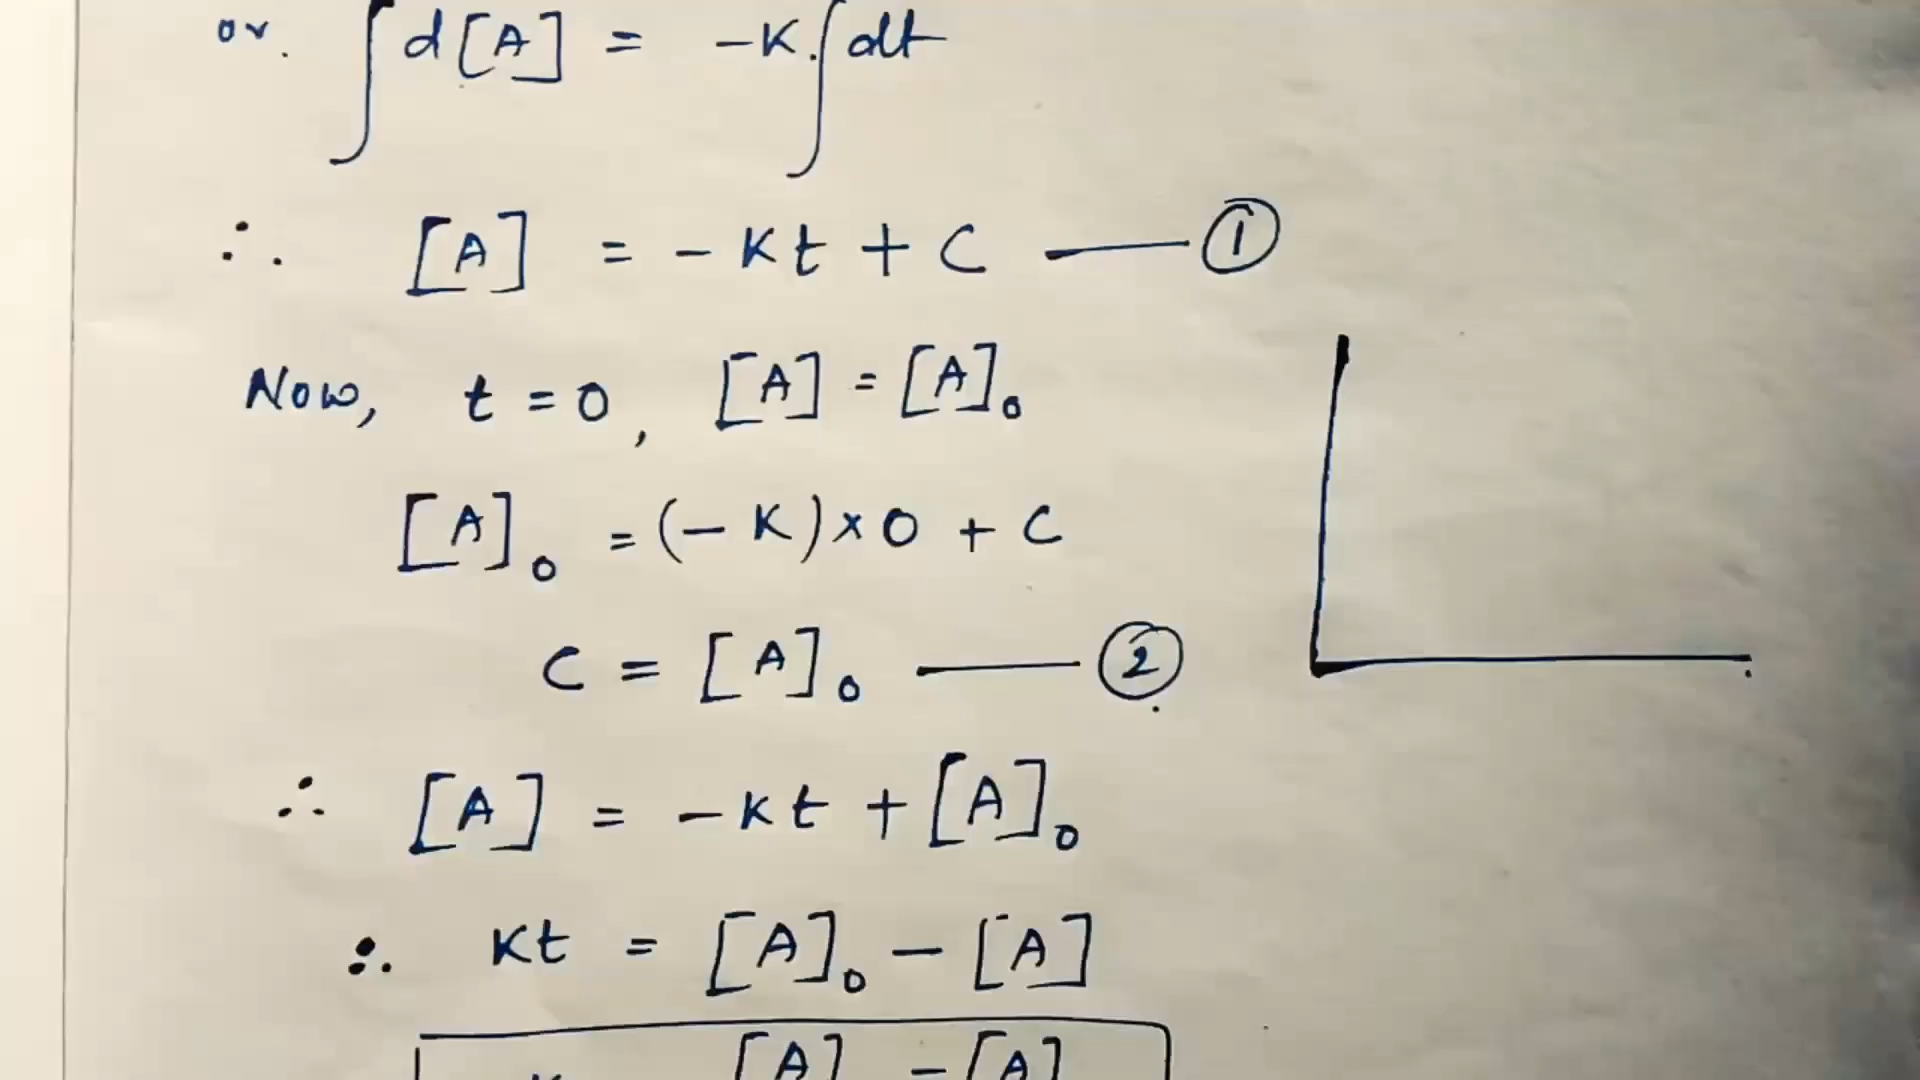 or. ∫ d[A] = -K. ∫ dt
∴ [A] = - Kt + C —— ①
Now, t = 0, [A] = [A]₀
[A]₀ = (- K) × 0 + C
C = [A]₀ —— ②
∴ [A] = - Kt + [A]₀
∴ Kt = [A]₀ - [A]
K [A] - [A]